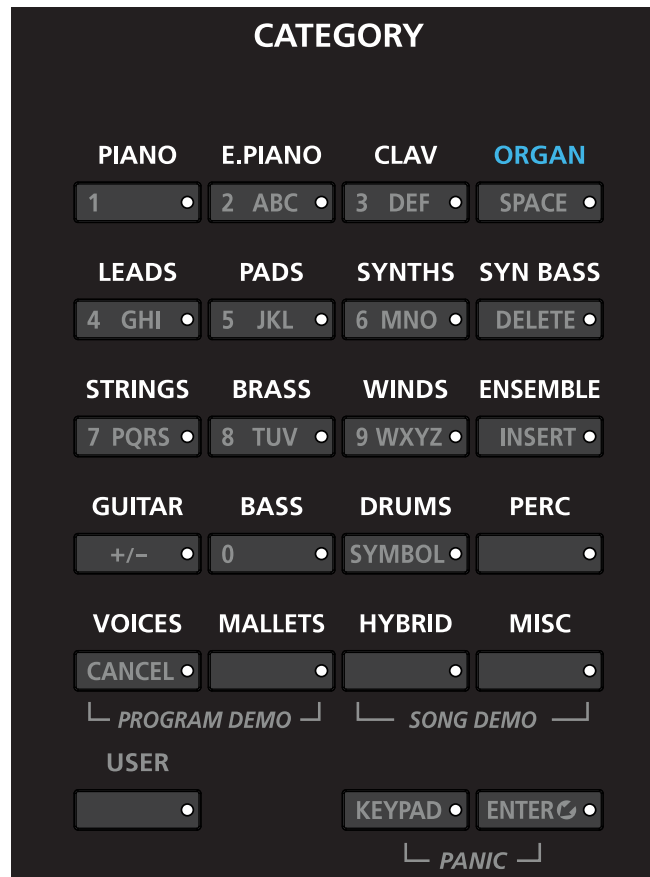 CATEGORY
PIANO E.PIANO CLAV ORGAN
1 2 ABC 3 DEF SPACE
LEADS PADS SYNTHS SYN BASS
4 GHI 5 JKL 6 MNO DELETE
STRINGS BRASS WINDS ENSEMBLE
7 PQRS 8 TUV 9 WXYZ INSERT
GUITAR BASS DRUMS PERC
+/– 0 SYMBOL
VOICES MALLETS HYBRID MISC
CANCEL
PROGRAM DEMO SONG DEMO
USER
KEYPAD ENTER
PANIC